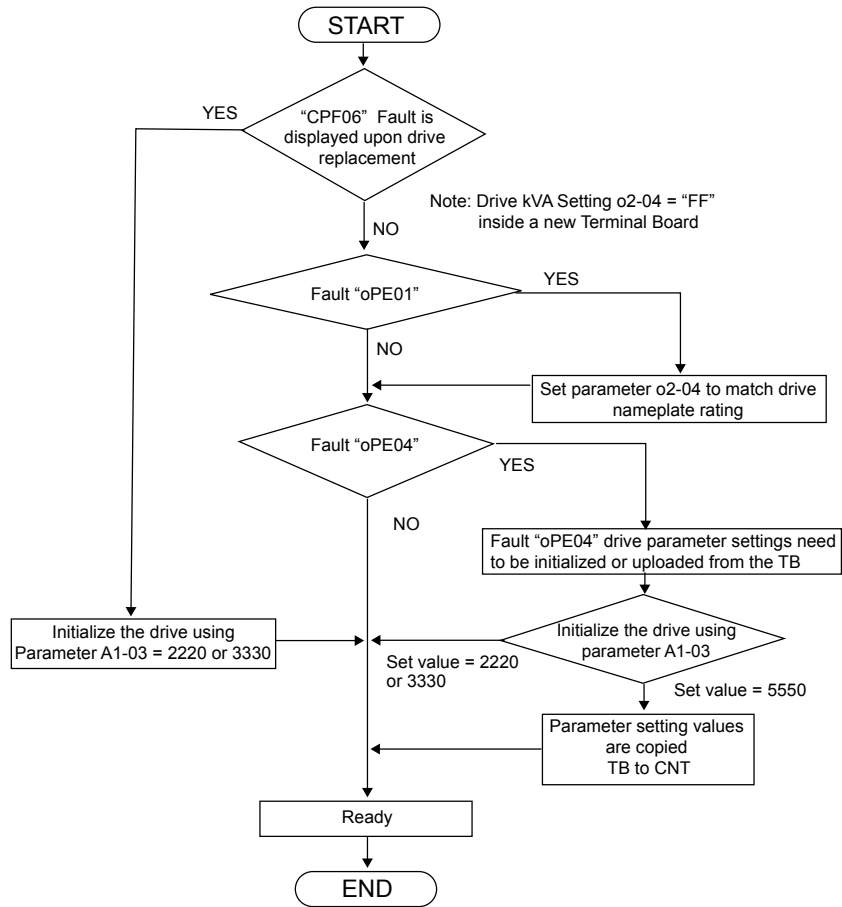 START
YES
“CPF06” Fault is
displayed upon drive
replacement
Note: Drive kVA Setting o2-04 = “FF”
inside a new Terminal Board
NO
Fault “oPE01”
YES
NO
Set parameter o2-04 to match drive
nameplate rating
Fault “oPE04”
YES
NO
Fault “oPE04” drive parameter settings need
to be initialized or uploaded from the TB
Initialize the drive using
Parameter A1-03 = 2220 or 3330
Initialize the drive using
parameter A1-03
Set value = 2220
or 3330
Set value = 5550
Parameter setting values
are copied
TB to CNT
Ready
END